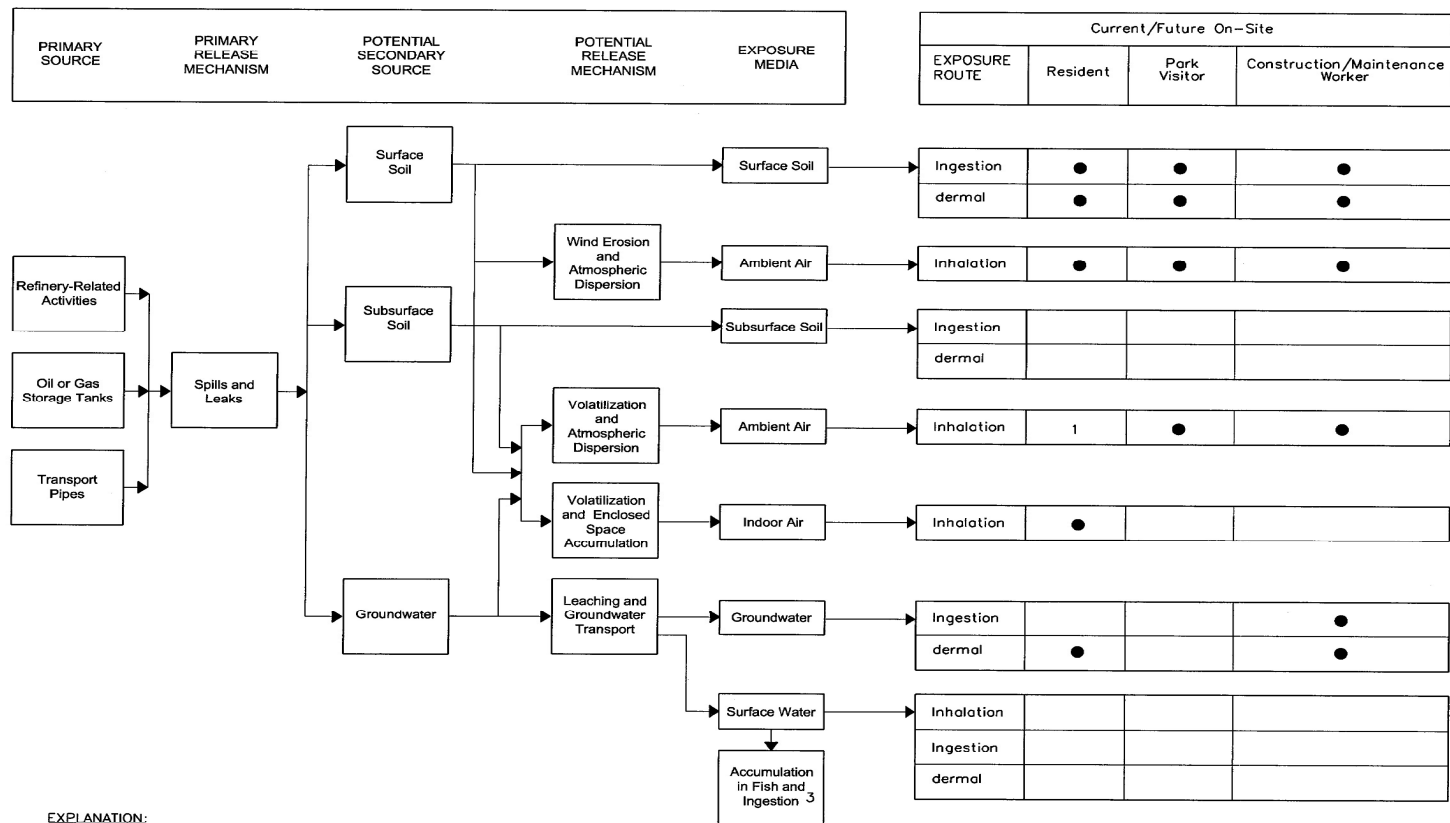 PRIMARY
SOURCE
PRIMARY
RELEASE
MECHANISM
POTENTIAL
SECONDARY
SOURCE
POTENTIAL
RELEASE
MECHANISM
EXPOSURE
MEDIA
Current/Future On-Site
EXPOSURE
ROUTE
Resident
Park
Visitor
Construction/Maintenance
Worker
Refinery-Related
Activities
Oil or Gas
Storage Tanks
Transport
Pipes
Spills and
Leaks
Surface
Soil
Subsurface
Soil
Groundwater
Wind Erosion
and
Atmospheric
Dispersion
Volatilization
and
Atmospheric
Dispersion
Volatilization
and Enclosed
Space
Accumulation
Leaching and
Groundwater
Transport
Surface Soil
Ambient Air
Subsurface Soil
Ambient Air
Indoor Air
Groundwater
Surface Water
Accumulation
in Fish and
Ingestion 3
Ingestion ● ● ●
dermal ● ● ●
Inhalation ● ● ●
Ingestion
dermal
Inhalation 1 ● ●
Inhalation ●
Ingestion ●
dermal ● ●
Inhalation
Ingestion
dermal
EXPLANATION: